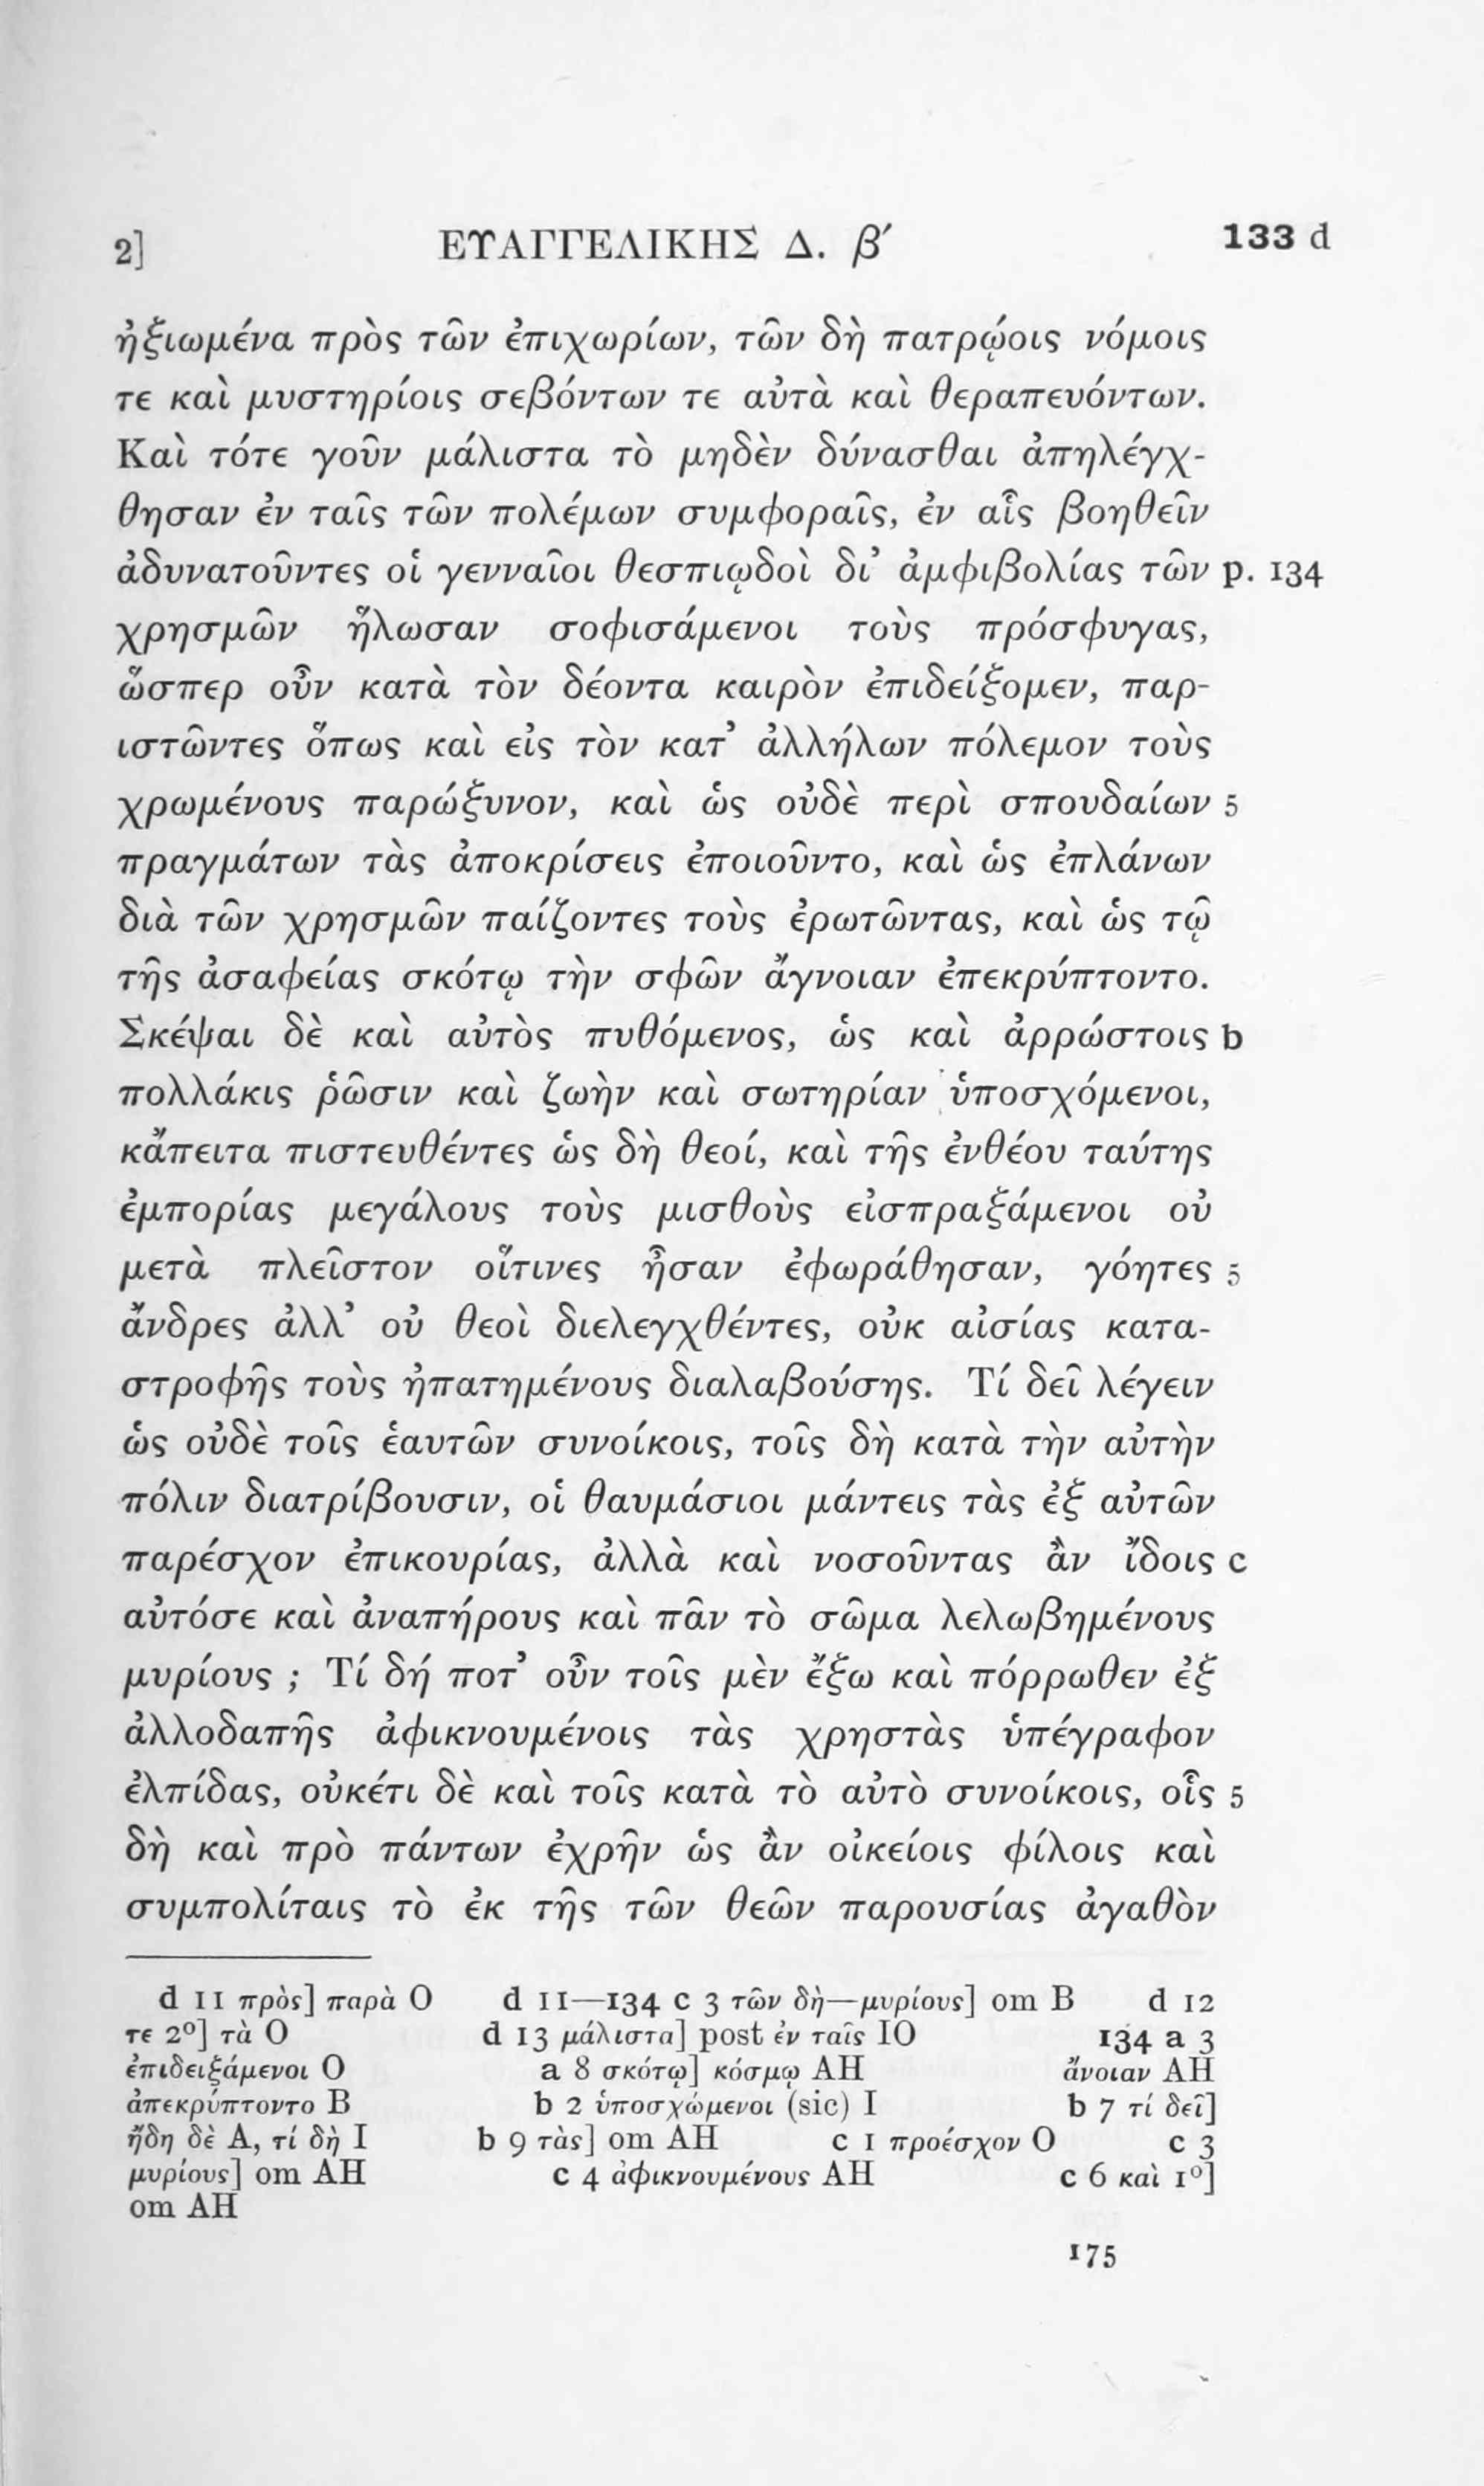 2] ΕΥΑΓΓΕΛΙΚΗΣ Δ. β′ 133 d
ἠξιωμένα πρὸς τῶν ἐπιχωρίων, τῶν δὴ πατρῴοις νόμοις
τε καὶ μυστηρίοις σεβόντων τε αὐτὰ καὶ θεραπευόντων.
Καὶ τότε γοῦν μάλιστα τὸ μηδὲν δύνασθαι ἀπηλέγχ-
θησαν ἐν ταῖς τῶν πολέμων συμφοραῖς, ἐν αἷς βοηθεῖν
ἀδυνατοῦντες οἱ γενναῖοι θεσπιῳδοὶ δι’ ἀμφιβολίας τῶν p. 134
χρησμῶν ἥλωσαν σοφισάμενοι τοὺς πρόσφυγας,
ὥσπερ οὖν κατὰ τὸν δέοντα καιρὸν ἐπιδείξομεν, παρ-
ιστῶντες ὅπως καὶ εἰς τὸν κατ’ ἀλλήλων πόλεμον τοὺς
χρωμένους παρώξυνον, καὶ ὡς οὐδὲ περὶ σπουδαίων 5
πραγμάτων τὰς ἀποκρίσεις ἐποιοῦντο, καὶ ὡς ἐπλάνων
διὰ τῶν χρησμῶν παίζοντες τοὺς ἐρωτῶντας, καὶ ὡς τῷ
τῆς ἀσαφείας σκότῳ τὴν σφῶν ἄγνοιαν ἐπεκρύπτοντο.
Σκέψαι δὲ καὶ αὐτὸς πυθόμενος, ὡς καὶ ἀρρώστοις b
πολλάκις ῥῶσιν καὶ ζωὴν καὶ σωτηρίαν ὑποσχόμενοι,
κἄπειτα πιστευθέντες ὡς δὴ θεοί, καὶ τῆς ἐνθέου ταύτης
ἐμπορίας μεγάλους τοὺς μισθοὺς εἰσπραξάμενοι οὐ
μετὰ πλεῖστον οἵτινες ἦσαν ἐφωράθησαν, γόητες 5
ἄνδρες ἀλλ’ οὐ θεοὶ διελεγχθέντες, οὐκ αἰσίας κατα-
στροφῆς τοὺς ἠπατημένους διαλαβούσης. Τί δεῖ λέγειν
ὡς οὐδὲ τοῖς ἑαυτῶν συνοίκοις, τοῖς δὴ κατὰ τὴν αὐτὴν
πόλιν διατρίβουσιν, οἱ θαυμάσιοι μάντεις τὰς ἐξ αὐτῶν
παρέσχον ἐπικουρίας, ἀλλὰ καὶ νοσοῦντας ἂν ἴδοις c
αὐτόσε καὶ ἀναπήρους καὶ πᾶν τὸ σῶμα λελωβημένους
μυρίους ; Τί δή ποτ’ οὖν τοῖς μὲν ἔξω καὶ πόρρωθεν ἐξ
ἀλλοδαπῆς ἀφικνουμένοις τὰς χρηστὰς ὑπέγραφον
ἐλπίδας, οὐκέτι δὲ καὶ τοῖς κατὰ τὸ αὐτὸ συνοίκοις, οἷς 5
δὴ καὶ πρὸ πάντων ἐχρῆν ὡς ἂν οἰκείοις φίλοις καὶ
συμπολίταις τὸ ἐκ τῆς τῶν θεῶν παρουσίας ἀγαθὸν
d 11 πρὸς] παρὰ O d 11—134 c 3 τῶν δὴ—μυρίους] om B d 12
τε 2º] τὰ O d 13 μάλιστα] post ἐν ταῖς IO 134 a 3
ἐπιδειξάμενοι O a 8 σκότῳ] κόσμῳ AH ἄνοιαν AH
ἀπεκρύπτοντο B b 2 ὑποσχώμενοι (sic) I b 7 τί δεῖ]
ἤδη δὲ A, τί δὴ I b 9 τὰς] om AH c 1 προέσχον O c 3
μυρίους] om AH c 4 ἀφικνουμένους AH c 6 καὶ 1º]
om AH
175